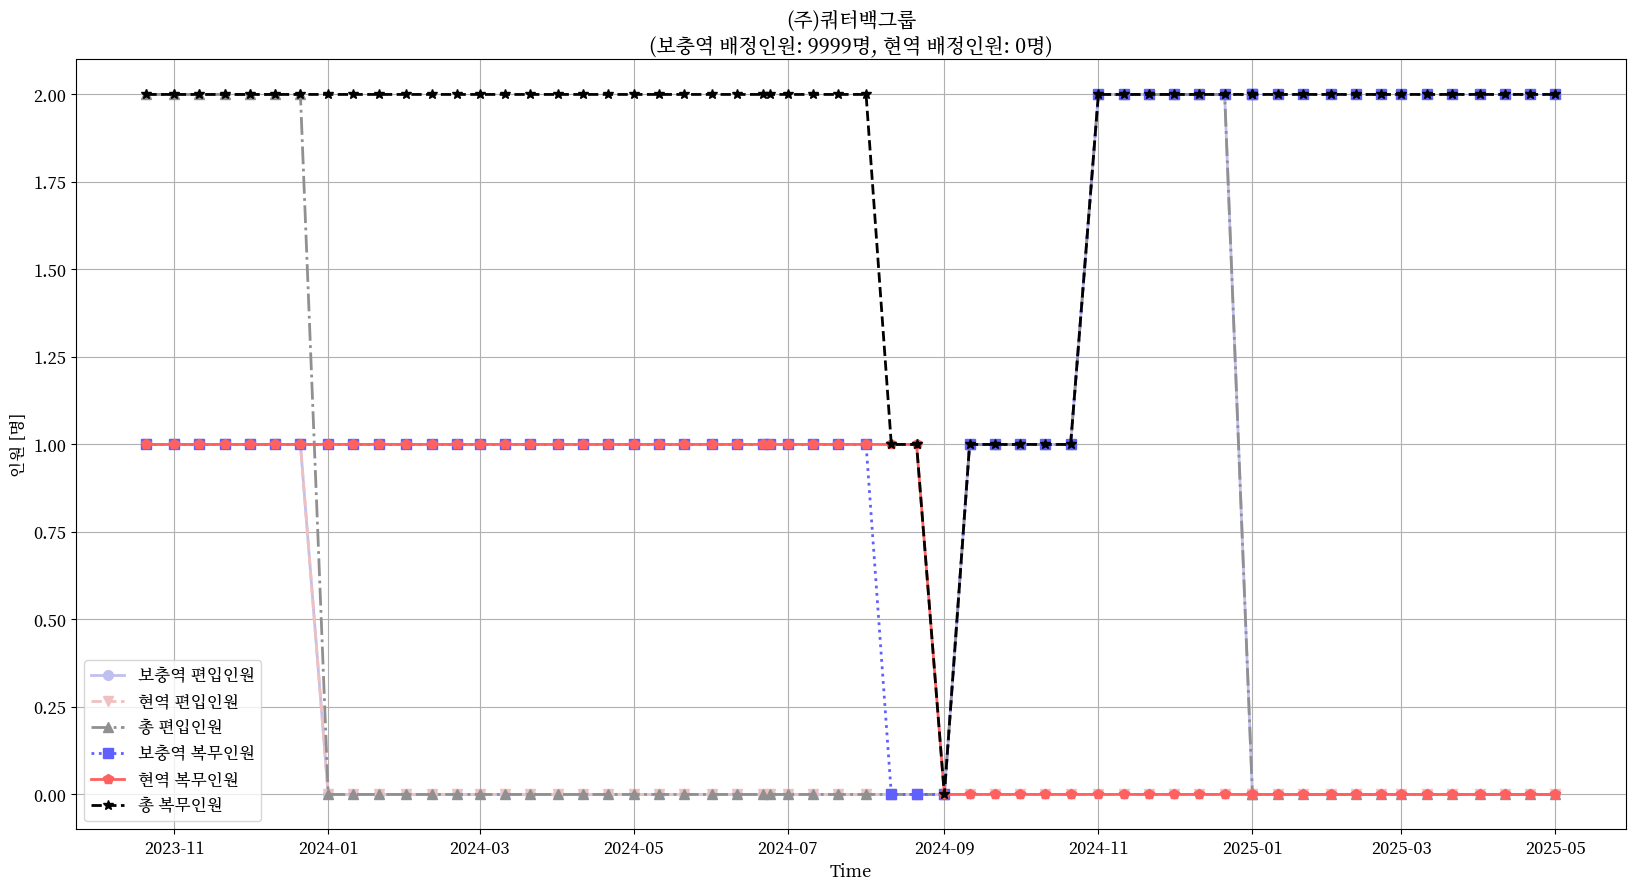 (주)쿼터백그룹
(보충역 배정인원: 9999명, 현역 배정인원: 0명)
인원 [명]
2.00
1.75
1.50
1.25
1.00
0.75
0.50
0.25
0.00
보충역 편입인원
현역 편입인원
총 편입인원
보충역 복무인원
현역 복무인원
총 복무인원
2023-11 2024-01 2024-03 2024-05 2024-07 2024-09 2024-11 2025-01 2025-03 2025-05
Time